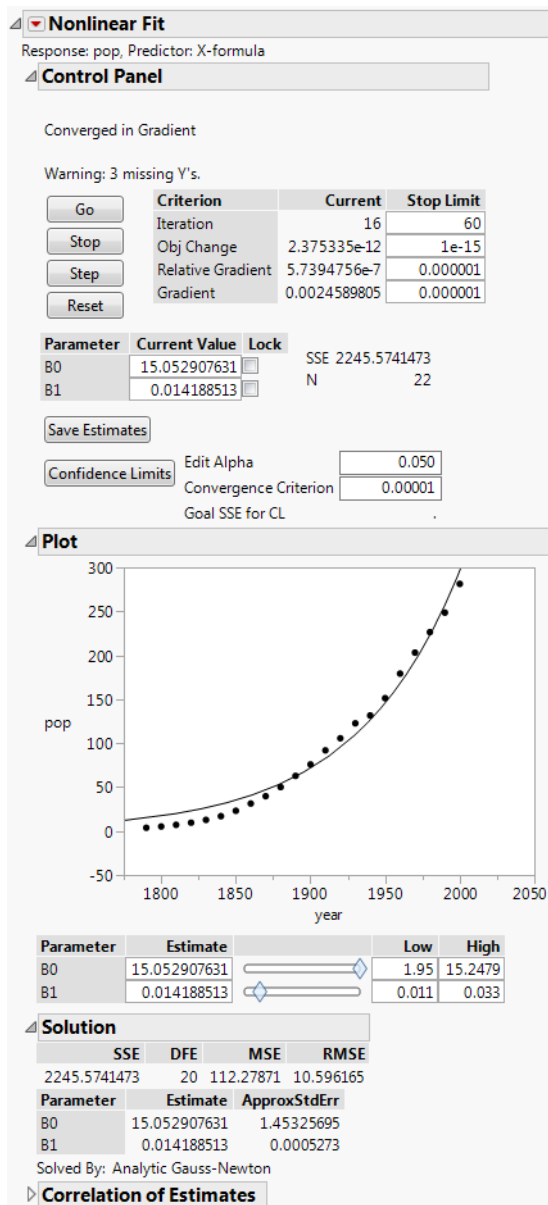 Nonlinear Fit
Response: pop, Predictor: X-formula
Control Panel
Converged in Gradient
Warning: 3 missing Y's.
Go
Stop
Step
Reset
Criterion Current Stop Limit
Iteration 16 60
Obj Change 2.375335e-12 1e-15
Relative Gradient 5.7394756e-7 0.000001
Gradient 0.0024589805 0.000001
Parameter Current Value Lock
B0 15.052907631
B1 0.014188513
SSE 2245.5741473
N 22
Save Estimates
Confidence Limits
Edit Alpha 0.050
Convergence Criterion 0.00001
Goal SSE for CL .
Plot
300
250
200
150
100
50
0
-50
pop
1800 1850 1900 1950 2000 2050
year
Parameter Estimate Low High
B0 15.052907631 1.95 15.2479
B1 0.014188513 0.011 0.033
Solution
SSE DFE MSE RMSE
2245.5741473 20 112.27871 10.596165
Parameter Estimate ApproxStdErr
B0 15.052907631 1.45325695
B1 0.014188513 0.0005273
Solved By: Analytic Gauss-Newton
Correlation of Estimates